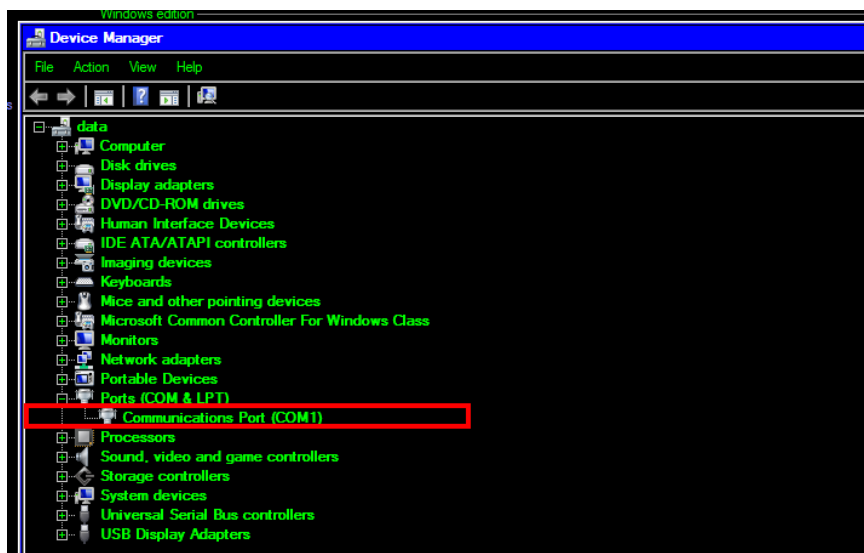 Windows edition
Device Manager
File Action View Help
s
data
Computer
Disk drives
Display adapters
DVD/CD-ROM drives
Human Interface Devices
IDE ATA/ATAPI controllers
Imaging devices
Keyboards
Mice and other pointing devices
Microsoft Common Controller For Windows Class
Monitors
Network adapters
Portable Devices
Ports (COM & LPT)
Communications Port (COM1)
Processors
Sound, video and game controllers
Storage controllers
System devices
Universal Serial Bus controllers
USB Display Adapters